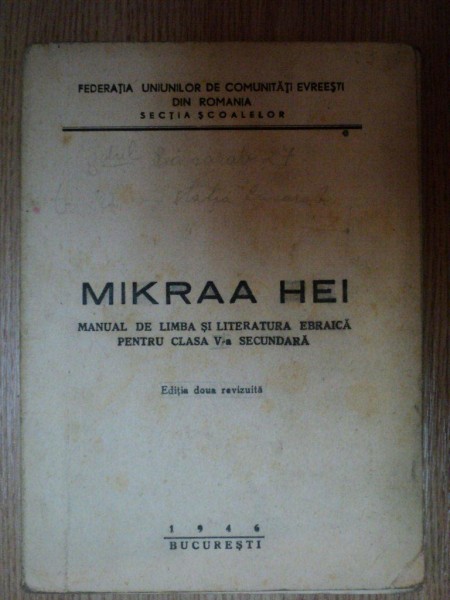 FEDERAȚIA UNIUNILOR DE COMUNITĂȚI EVREEȘTI
DIN ROMANIA
SECȚIA ȘCOALELOR
MIKRAA HEI
MANUAL DE LIMBA ȘI LITERATURA EBRAICĂ
PENTRU CLASA V-a SECUNDARĂ
Ediția doua revizuită
1946
BUCUREȘTI